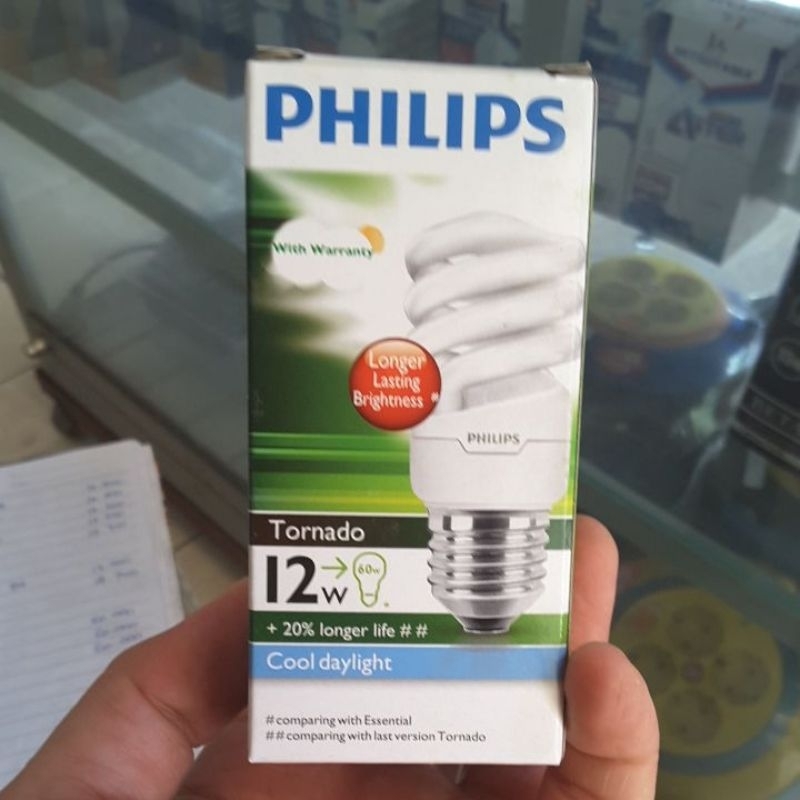 PHILIPS
With Warranty
Longer
Lasting
Brightness *
PHILIPS
Tornado
12w → 60w
+ 20% longer life # #
Cool daylight
# comparing with Essential
## comparing with last version Tornado